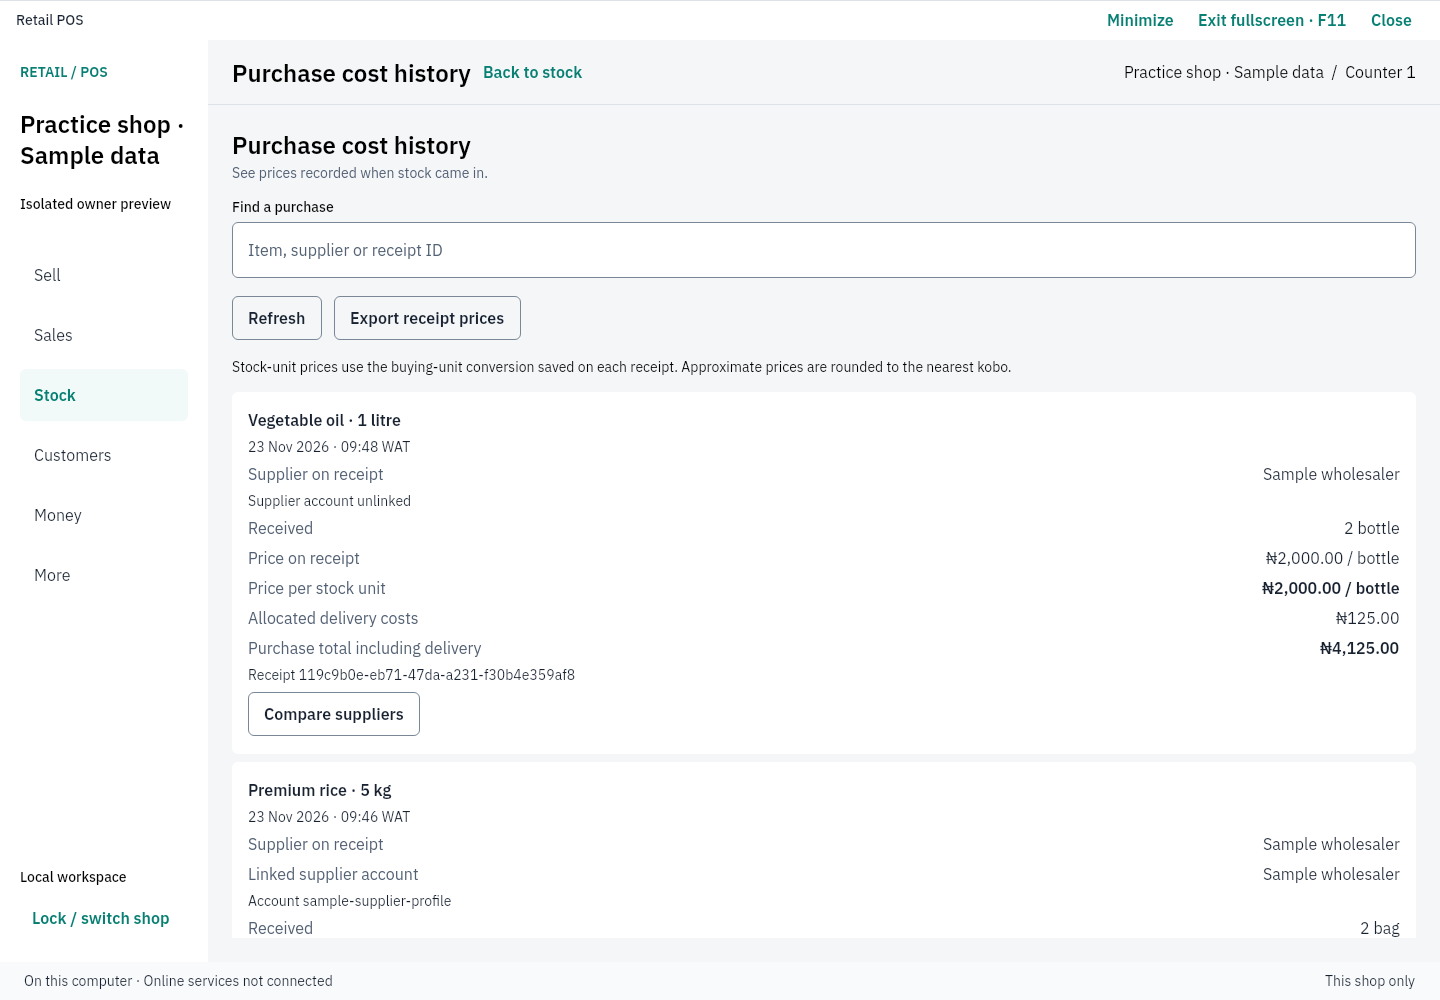 Retail POS
Minimize
Exit fullscreen · F11
Close
RETAIL / POS
Practice shop ·
Sample data
Isolated owner preview
Sell
Sales
Stock
Customers
Money
More
Local workspace
Lock / switch shop
Purchase cost history
Back to stock
Practice shop · Sample data / Counter 1
Purchase cost history
See prices recorded when stock came in.
Find a purchase
Item, supplier or receipt ID
Refresh
Export receipt prices
Stock-unit prices use the buying-unit conversion saved on each receipt. Approximate prices are rounded to the nearest kobo.
Vegetable oil · 1 litre
23 Nov 2026 · 09:48 WAT
Supplier on receipt Sample wholesaler
Supplier account unlinked
Received 2 bottle
Price on receipt ₦2,000.00 / bottle
Price per stock unit ₦2,000.00 / bottle
Allocated delivery costs ₦125.00
Purchase total including delivery ₦4,125.00
Receipt 119c9b0e-eb71-47da-a231-f30b4e359af8
Compare suppliers
Premium rice · 5 kg
23 Nov 2026 · 09:46 WAT
Supplier on receipt Sample wholesaler
Linked supplier account Sample wholesaler
Account sample-supplier-profile
Received 2 bag
On this computer · Online services not connected
This shop only